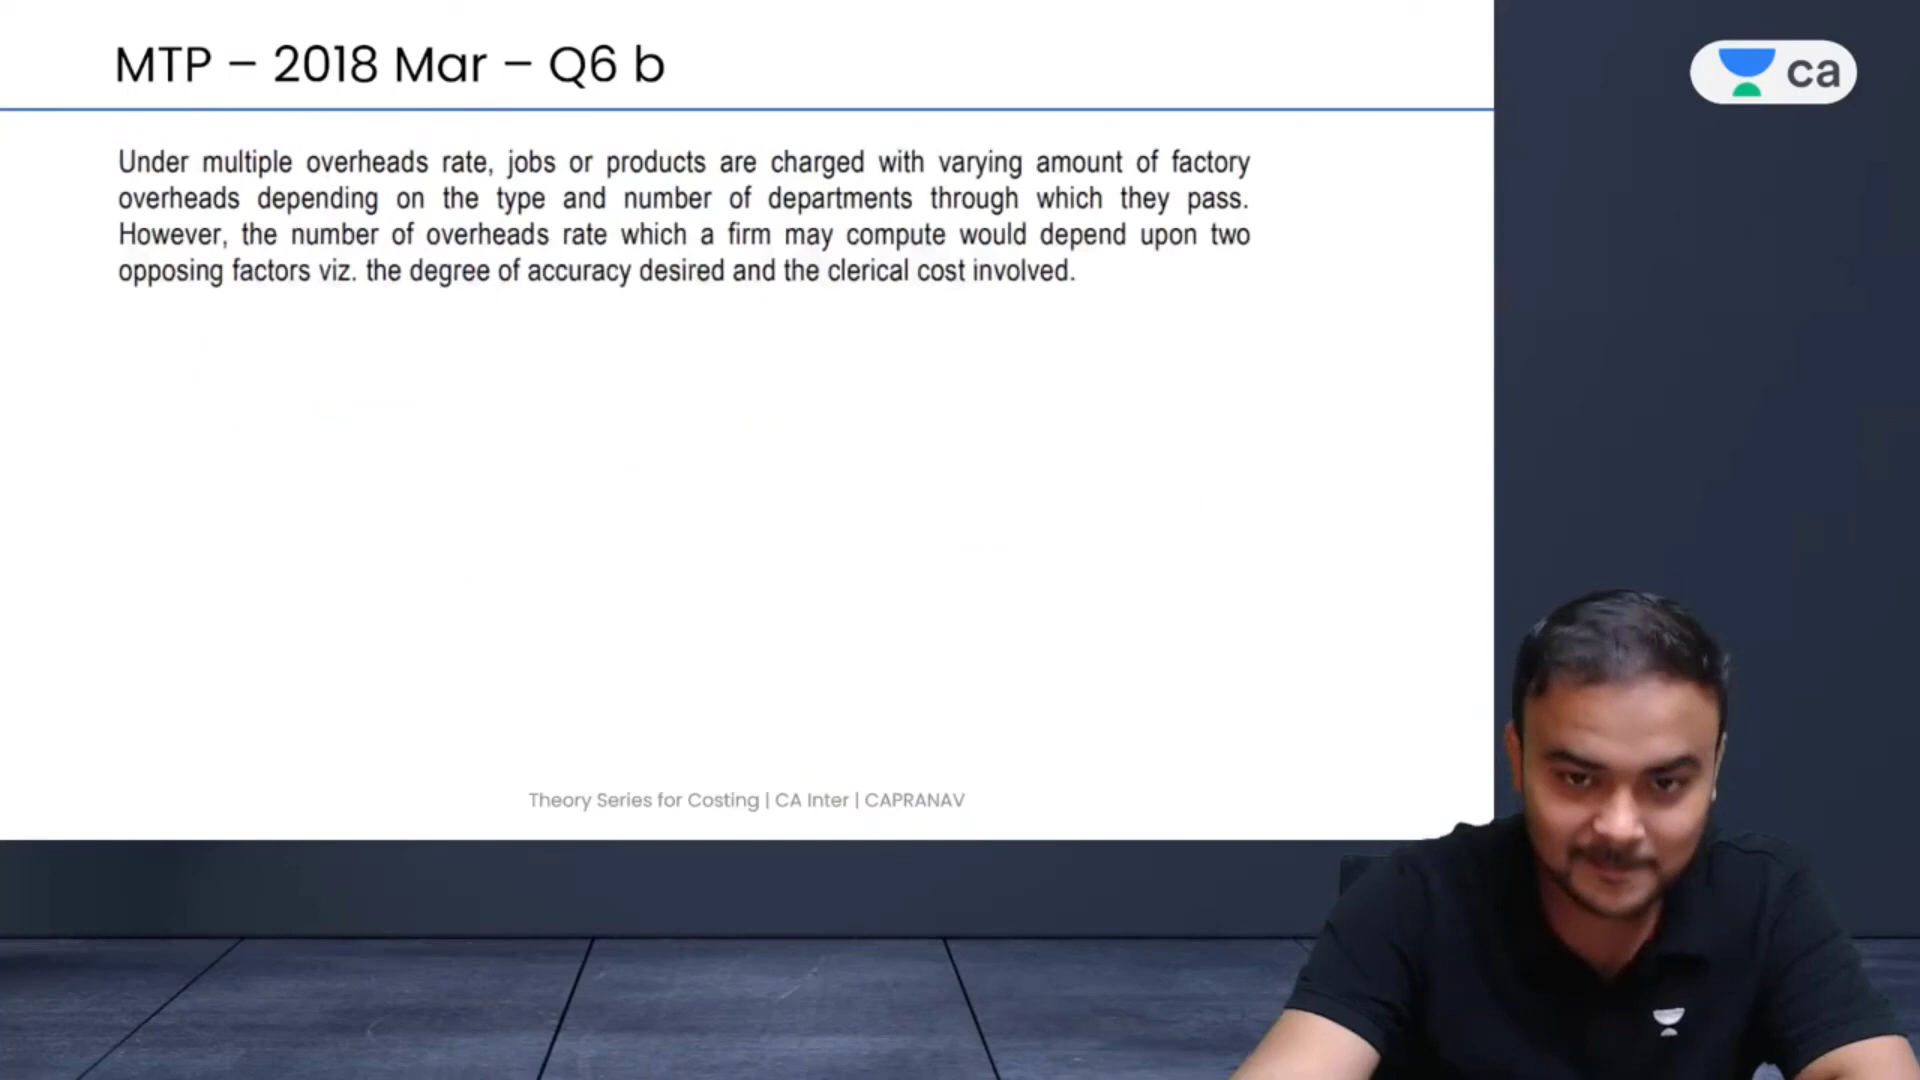 MTP – 2018 Mar – Q6 b
ca
Under multiple overheads rate, jobs or products are charged with varying amount of factory
overheads depending on the type and number of departments through which they pass.
However, the number of overheads rate which a firm may compute would depend upon two
opposing factors viz. the degree of accuracy desired and the clerical cost involved.
Theory Series for Costing | CA Inter | CAPRANAV